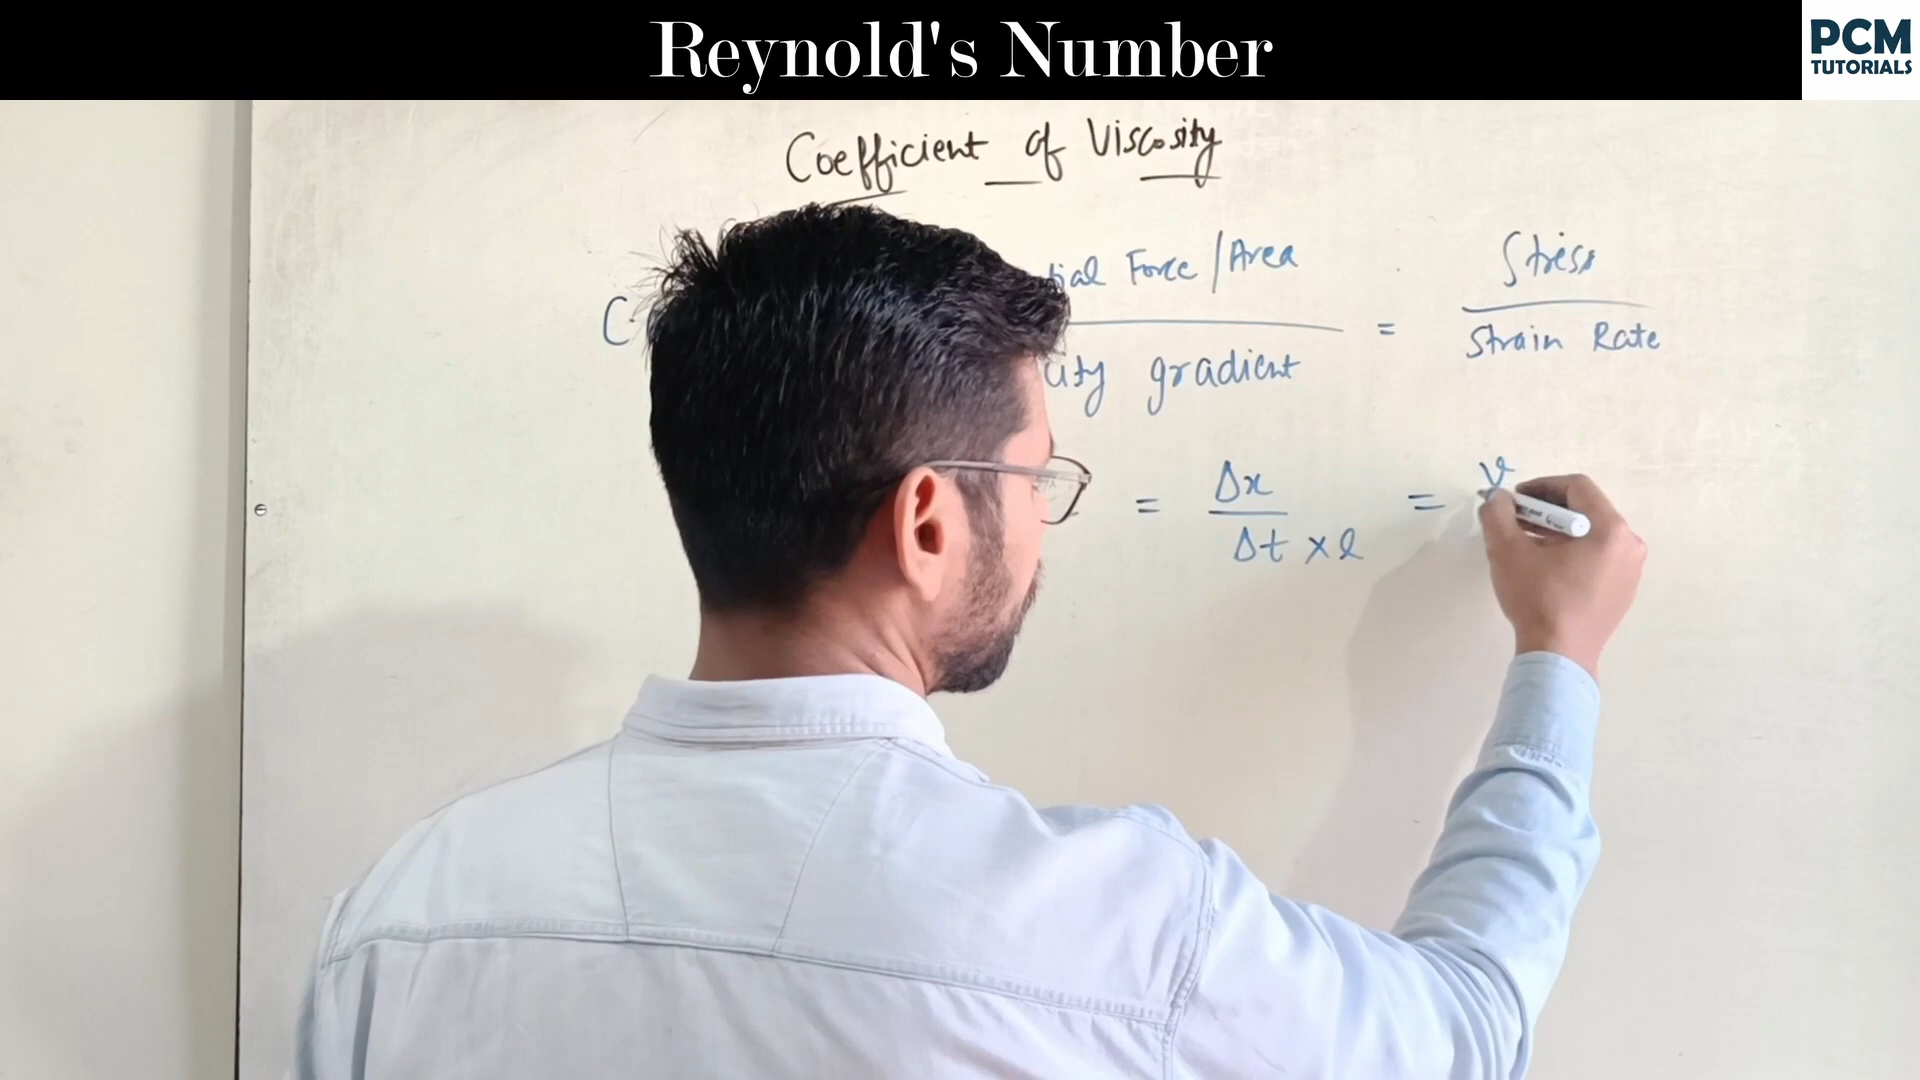 Reynold's Number
PCM
TUTORIALS
Coefficient of Viscosity
Force/Area = Stress
gradient Strain Rate
= Δx = v
Δt × l